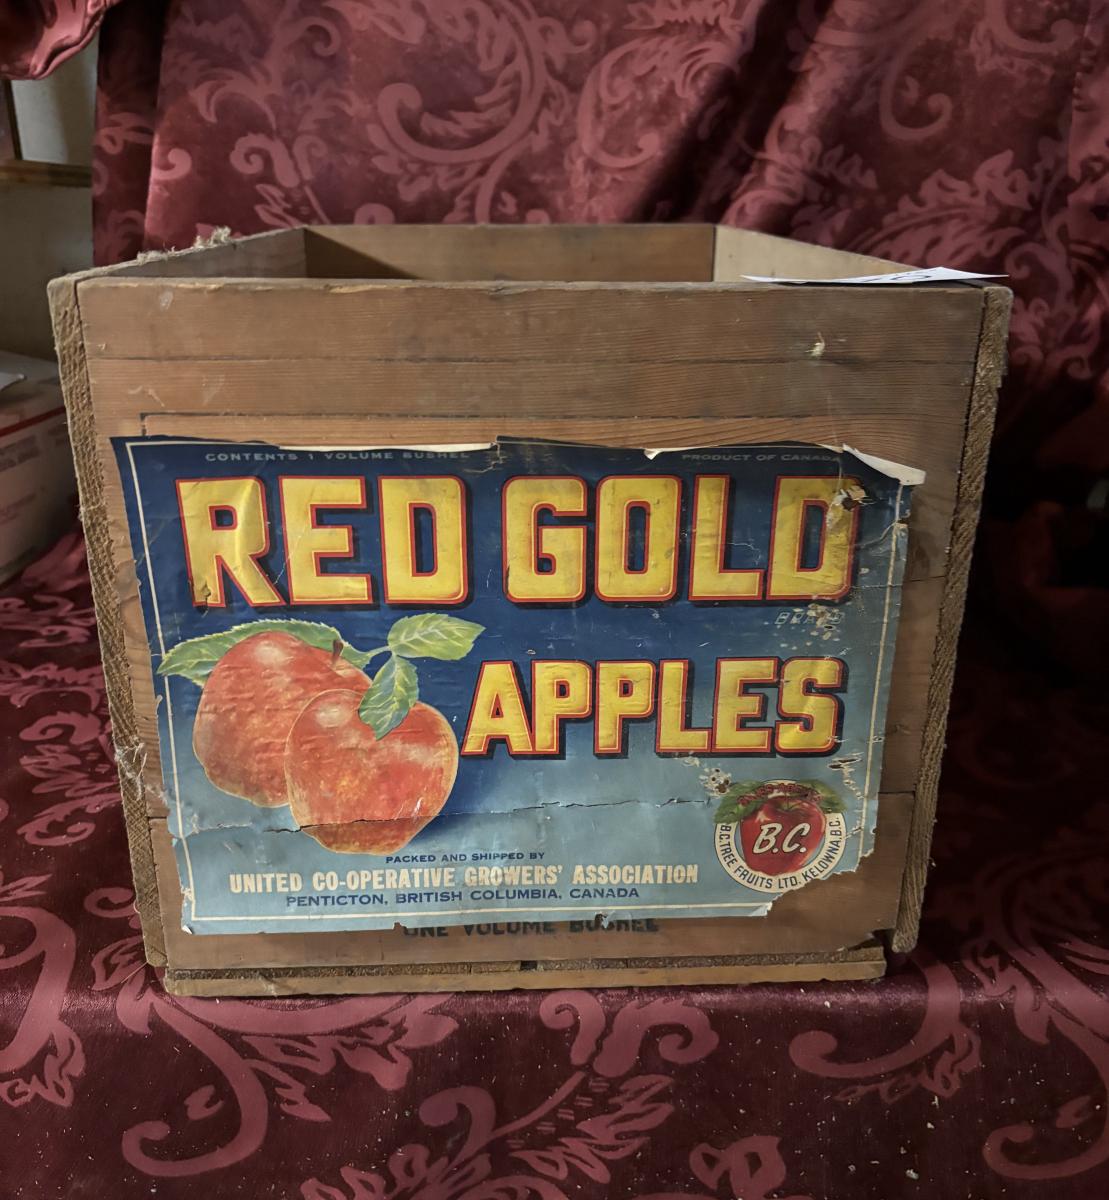 CONTENTS 1 VOLUME BUSHEL
PRODUCT OF CANADA
RED GOLD
BRAND
APPLES
B.C.
B.C. TREE FRUITS LTD. KELOWNA, B.C.
PACKED AND SHIPPED BY
UNITED CO-OPERATIVE GROWERS' ASSOCIATION
PENTICTON, BRITISH COLUMBIA, CANADA
ONE VOLUME BUSHEL